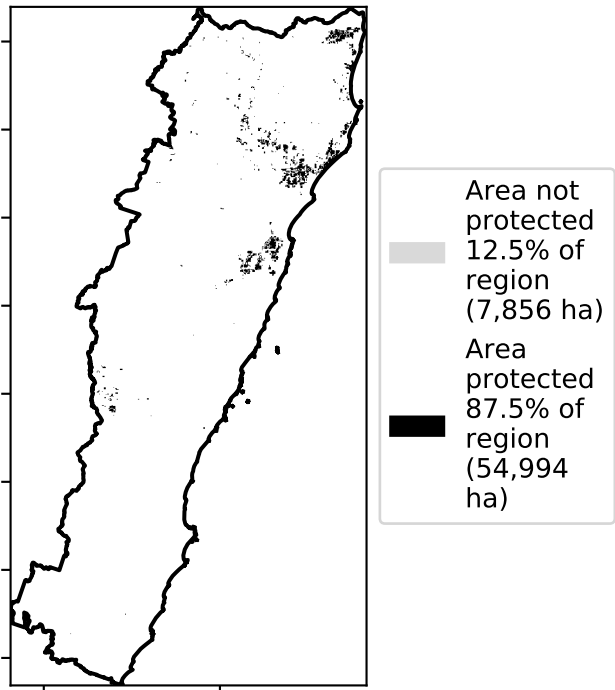 Area not
protected
12.5% of
region
(7,856 ha)
Area
protected
87.5% of
region
(54,994
ha)